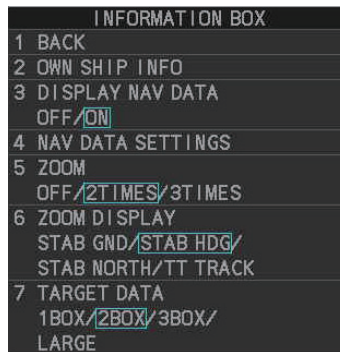 INFORMATION BOX
1 BACK
2 OWN SHIP INFO
3 DISPLAY NAV DATA
OFF/ON
4 NAV DATA SETTINGS
5 ZOOM
OFF/2TIMES/3TIMES
6 ZOOM DISPLAY
STAB GND/STAB HDG/
STAB NORTH/TT TRACK
7 TARGET DATA
1BOX/2BOX/3BOX/
LARGE